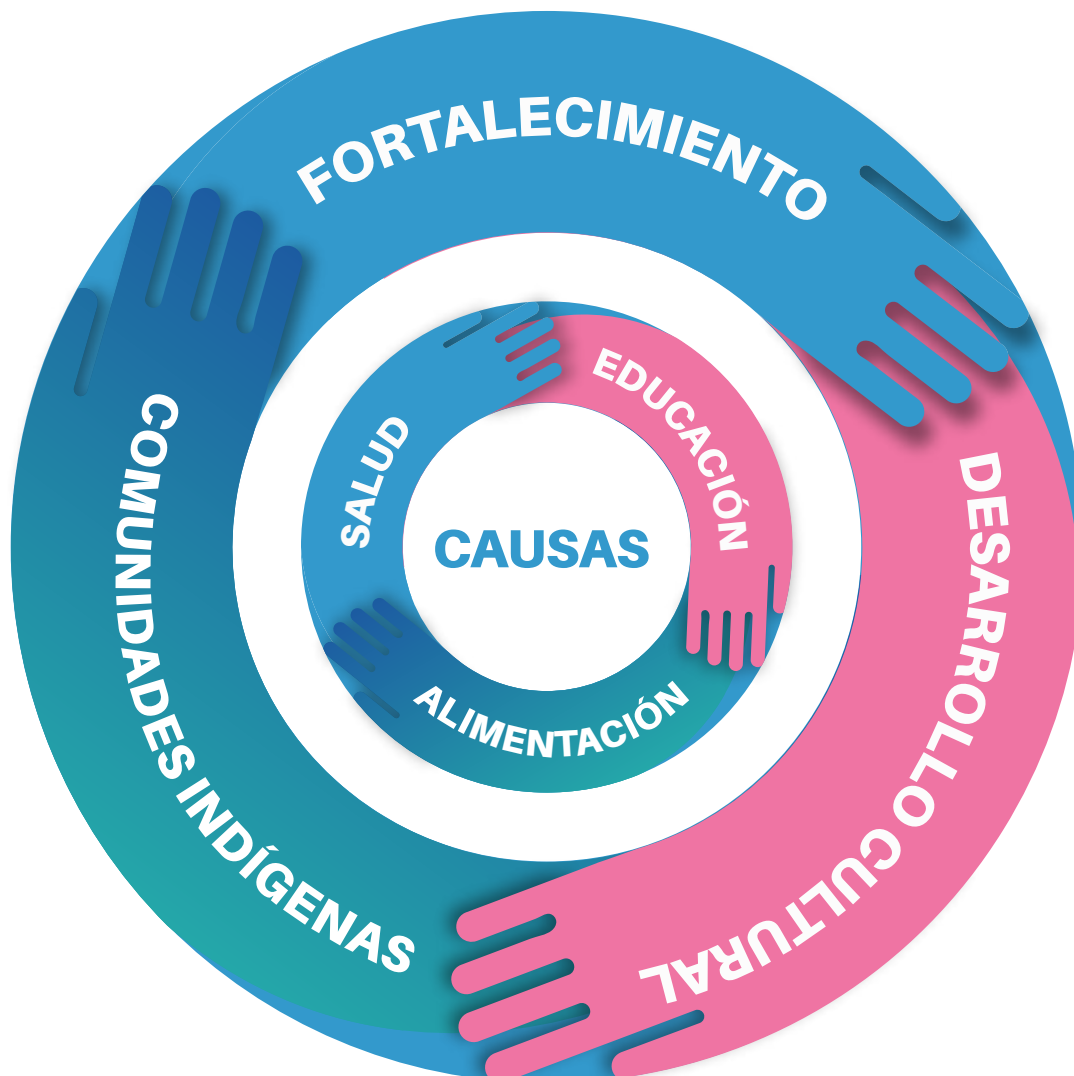 FORTALECIMIENTO
DESARROLLO CULTURAL
COMUNIDADES INDÍGENAS
SALUD
EDUCACIÓN
ALIMENTACIÓN
CAUSAS